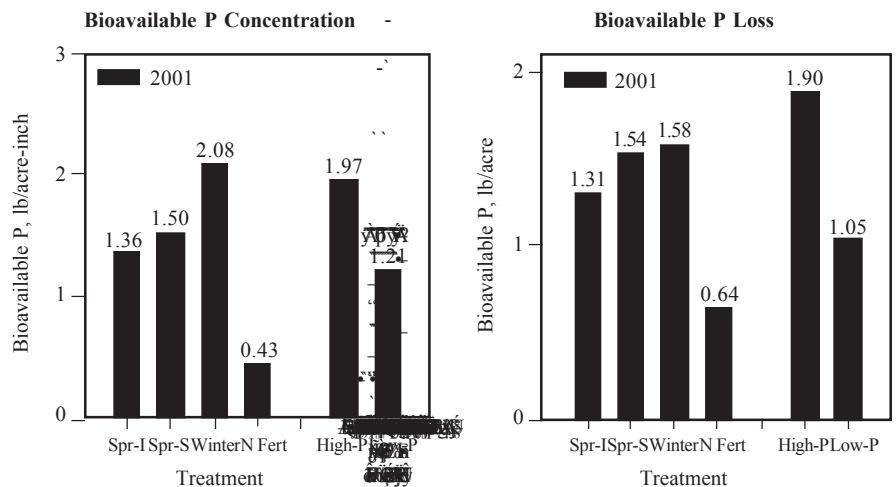 Bioavailable P Concentration -
3
2001
2.08
1.97
2
1.50
1.36
1.21
1
0.43
0
Bioavailable P, lb/acre-inch
Spr-I Spr-S Winter N Fert High-P
Treatment
Bioavailable P Loss
2
2001
1.90
1.54
1.58
1.31
1.05
1
0.64
0
Bioavailable P, lb/acre
Spr-I Spr-S Winter N Fert High-P Low-P
Treatment